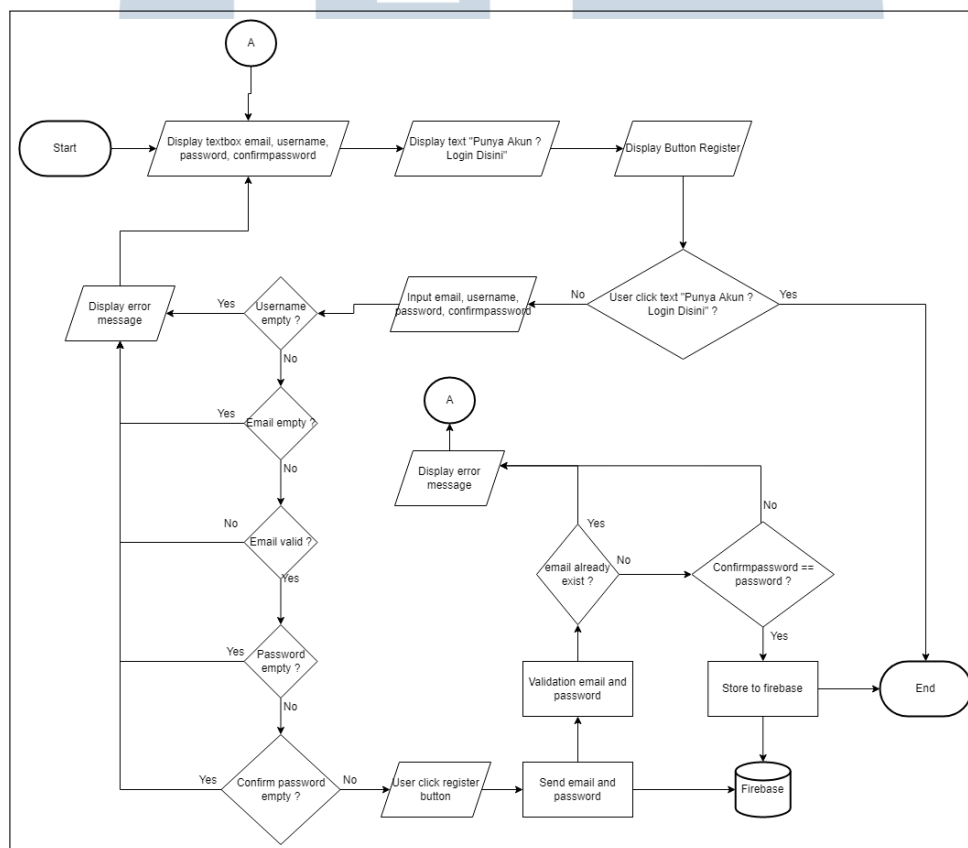 A
Start
Display textbox email, username,
password, confirmpassword
Display text "Punya Akun ?
Login Disini"
Display Button Register
Display error
message
Yes
Username
empty ?
Input email, username,
password, confirmpassword
No
User click text "Punya Akun ?
Login Disini" ?
Yes
No
Yes
Email empty ?
A
No
Display error
message
No
Email valid ?
Yes
No
Yes
email already
exist ?
No
Confirmpassword ==
password ?
Yes
Yes
Password
empty ?
Validation email and
password
Store to firebase
End
No
Yes
Confirm password
empty ?
No
User click register
button
Send email and
password
Firebase